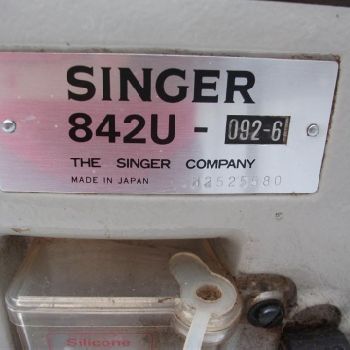 SINGER
842U - 092-6
THE SINGER COMPANY
MADE IN JAPAN
Silicone